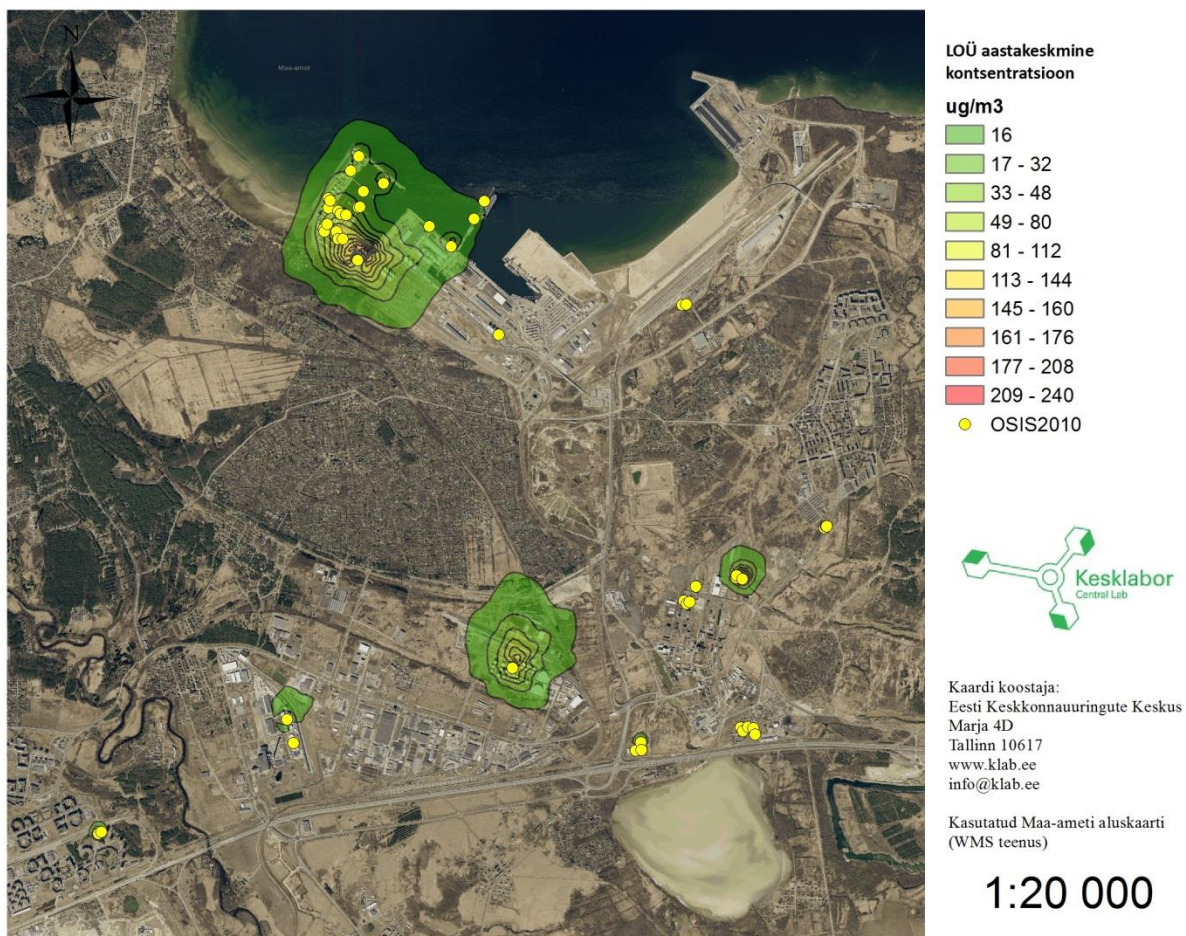 N
Maa-amet
LOÜ aastakeskmine
kontsentratsioon
ug/m3
16
17 - 32
33 - 48
49 - 80
81 - 112
113 - 144
145 - 160
161 - 176
177 - 208
209 - 240
OSIS2010
Kesklabor
Central Lab
Kaardi koostaja:
Eesti Keskkonnauuringute Keskus
Marja 4D
Tallinn 10617
www.klab.ee
info@klab.ee
Kasutatud Maa-ameti aluskaarti
(WMS teenus)
1:20 000